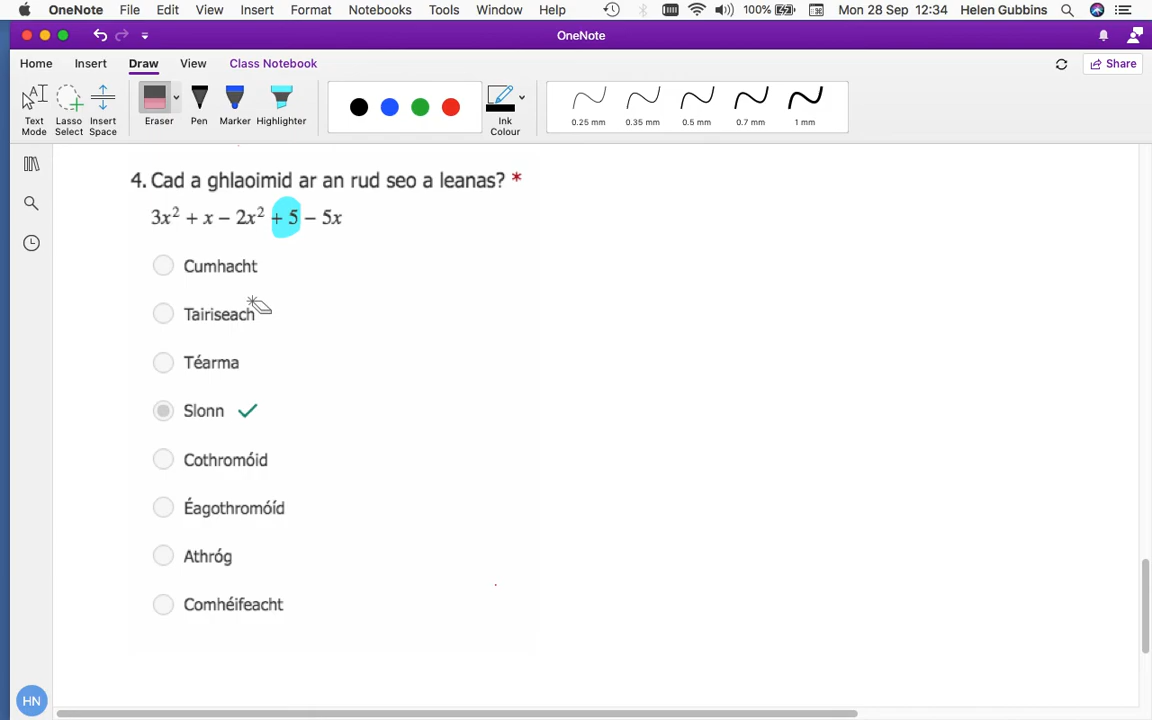 OneNote File Edit View Insert Format Notebooks Tools Window Help 100% Mon 28 Sep 12:34 Helen Gubbins
OneNote
Home Insert Draw View Class Notebook Share
Text Mode
Lasso Select
Insert Space
Eraser
Pen
Marker
Highlighter
Ink Colour
0.25 mm 0.35 mm 0.5 mm 0.7 mm 1 mm
4. Cad a ghlaoimid ar an rud seo a leanas? *
3x² + x − 2x² + 5 − 5x
Cumhacht
Tairiseach
Téarma
Slonn
Cothromóid
Éagothromóíd
Athróg
Comhéifeacht
HN